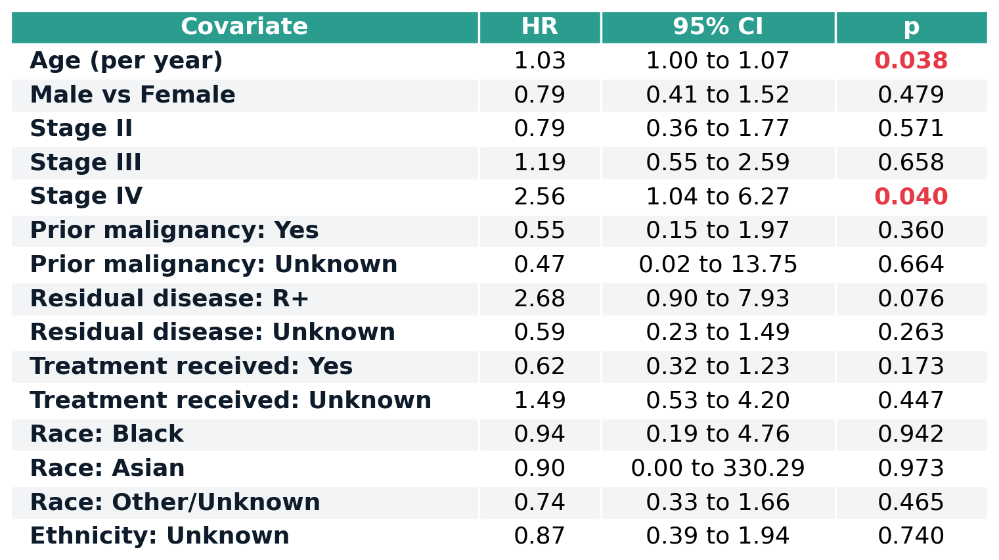 Covariate HR 95% CI p
Age (per year) 1.03 1.00 to 1.07 0.038
Male vs Female 0.79 0.41 to 1.52 0.479
Stage II 0.79 0.36 to 1.77 0.571
Stage III 1.19 0.55 to 2.59 0.658
Stage IV 2.56 1.04 to 6.27 0.040
Prior malignancy: Yes 0.55 0.15 to 1.97 0.360
Prior malignancy: Unknown 0.47 0.02 to 13.75 0.664
Residual disease: R+ 2.68 0.90 to 7.93 0.076
Residual disease: Unknown 0.59 0.23 to 1.49 0.263
Treatment received: Yes 0.62 0.32 to 1.23 0.173
Treatment received: Unknown 1.49 0.53 to 4.20 0.447
Race: Black 0.94 0.19 to 4.76 0.942
Race: Asian 0.90 0.00 to 330.29 0.973
Race: Other/Unknown 0.74 0.33 to 1.66 0.465
Ethnicity: Unknown 0.87 0.39 to 1.94 0.740